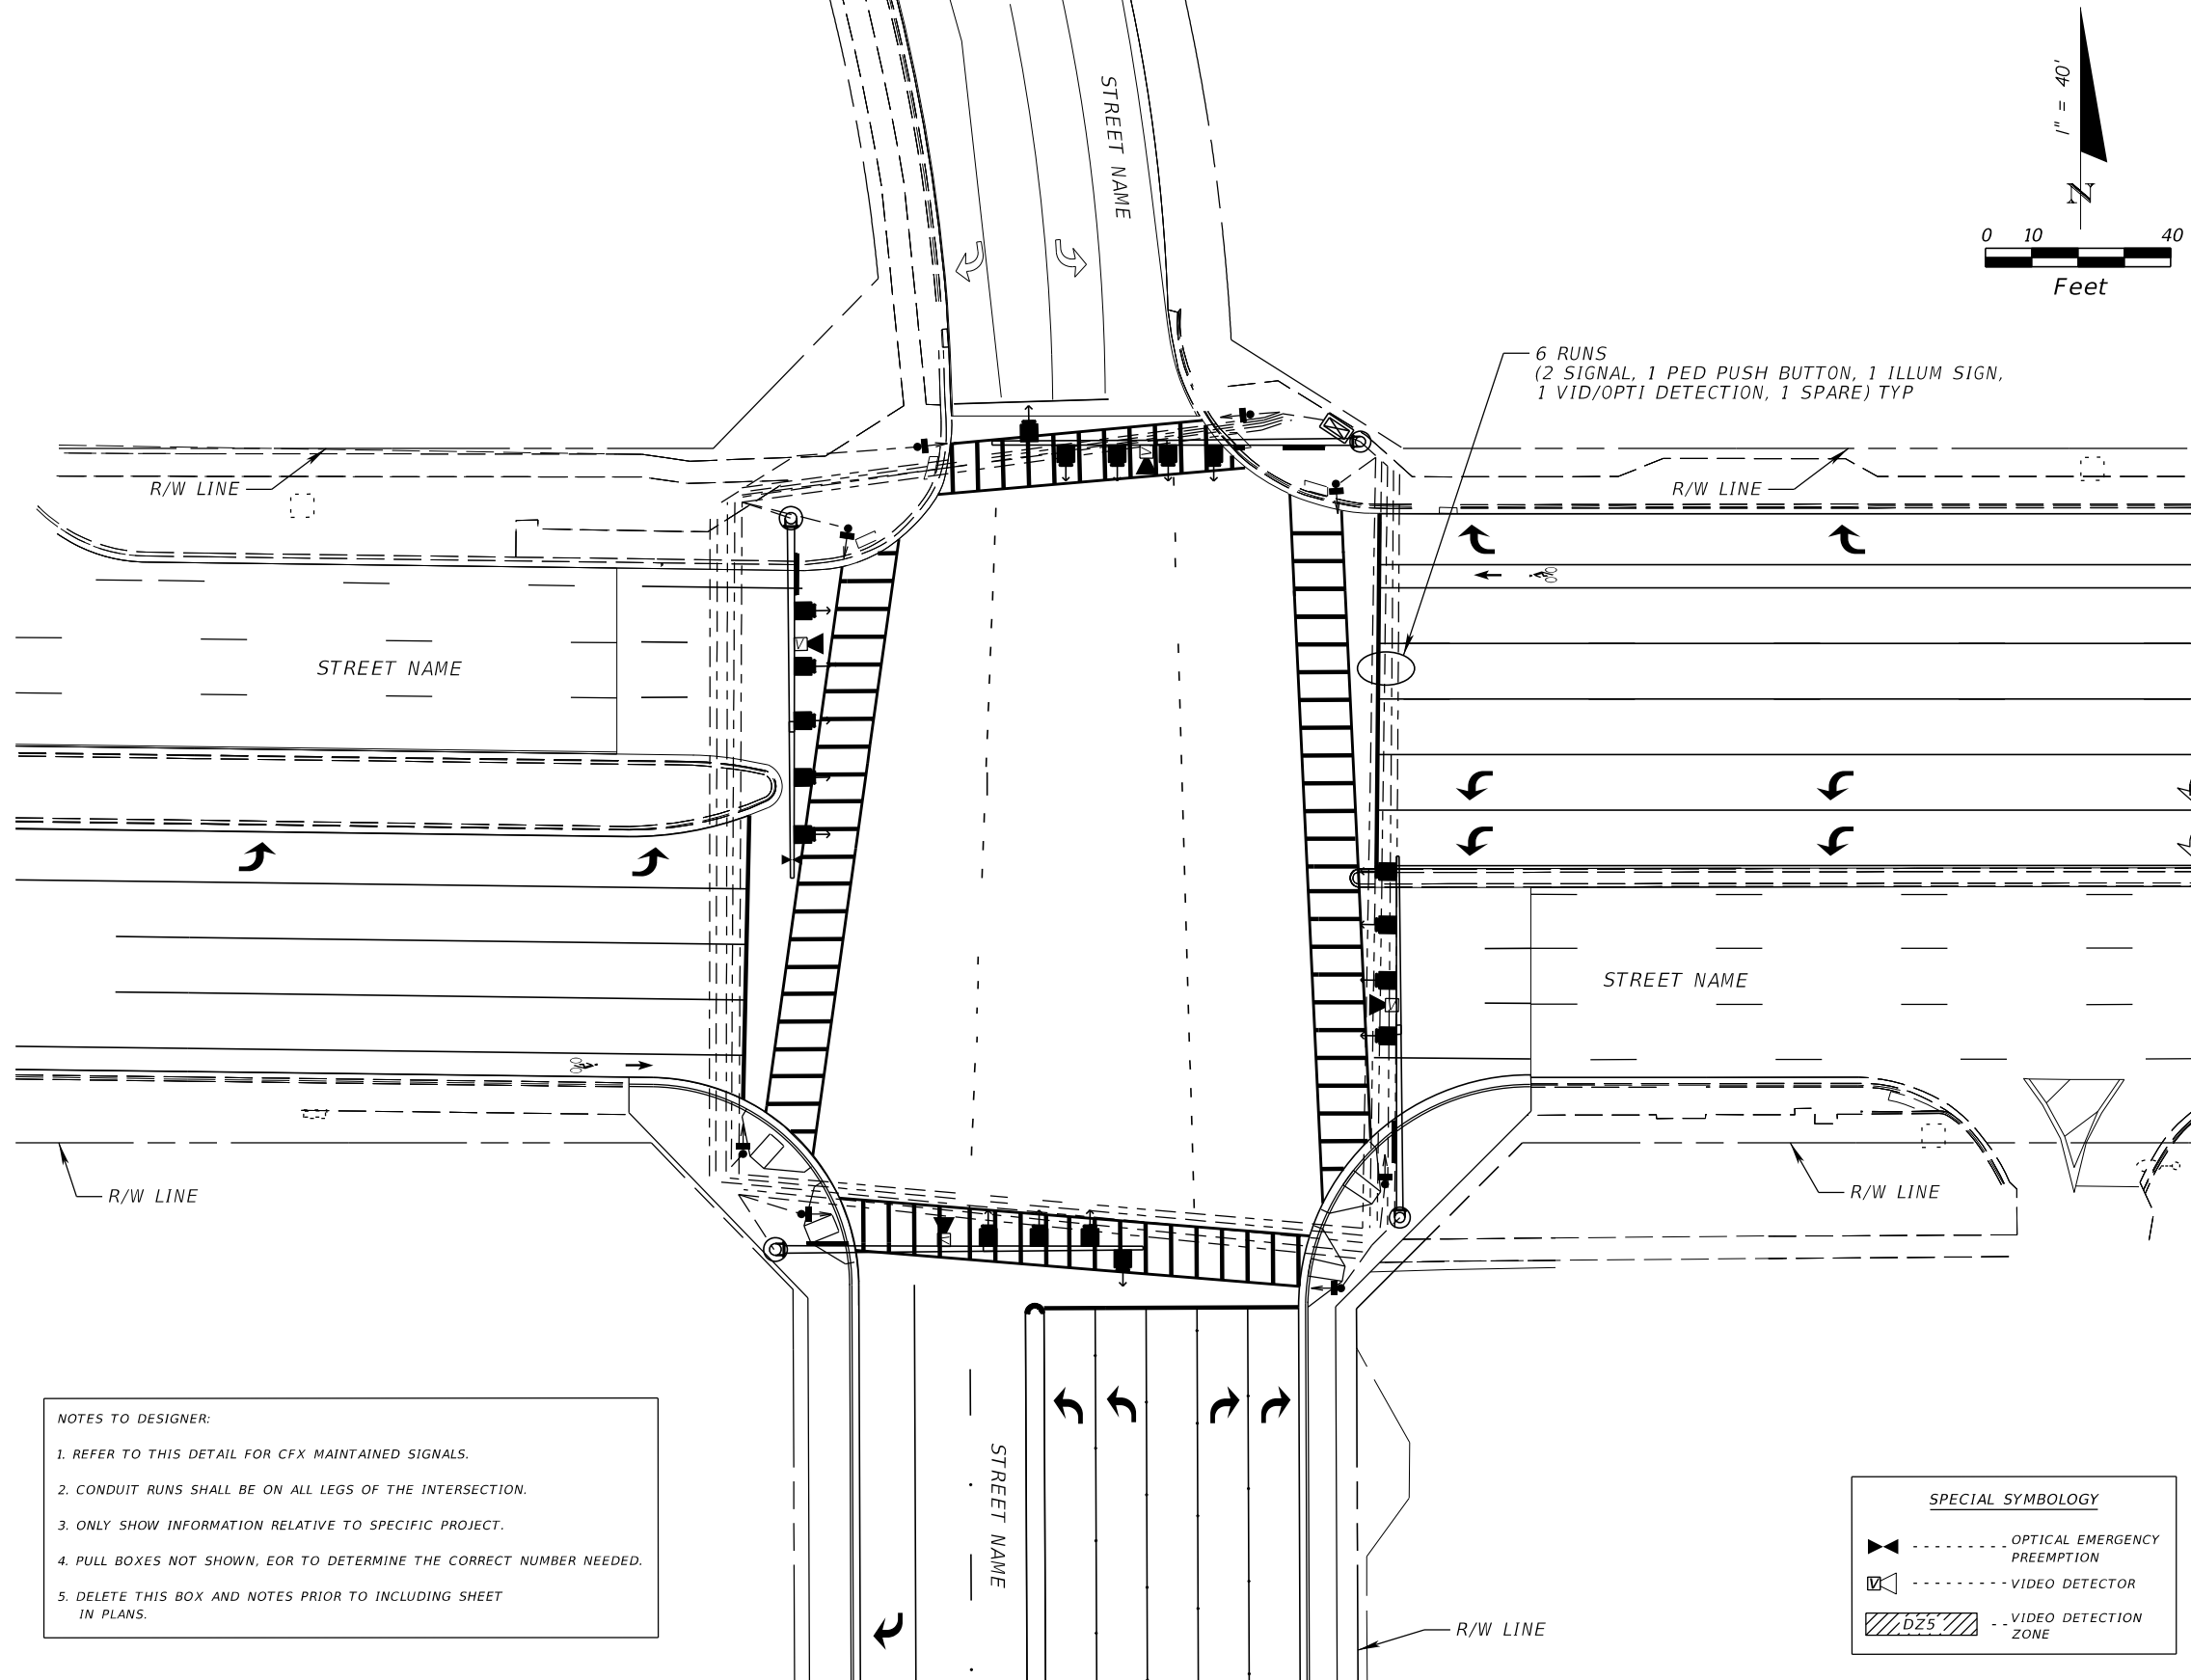 STREET NAME
1" = 40'
N
0 10 40
Feet
6 RUNS
(2 SIGNAL, 1 PED PUSH BUTTON, 1 ILLUM SIGN,
1 VID/OPTI DETECTION, 1 SPARE) TYP
R/W LINE
R/W LINE
STREET NAME
STREET NAME
R/W LINE
R/W LINE
STREET NAME
R/W LINE
NOTES TO DESIGNER:
1. REFER TO THIS DETAIL FOR CFX MAINTAINED SIGNALS.
2. CONDUIT RUNS SHALL BE ON ALL LEGS OF THE INTERSECTION.
3. ONLY SHOW INFORMATION RELATIVE TO SPECIFIC PROJECT.
4. PULL BOXES NOT SHOWN, EOR TO DETERMINE THE CORRECT NUMBER NEEDED.
5. DELETE THIS BOX AND NOTES PRIOR TO INCLUDING SHEET
IN PLANS.
SPECIAL SYMBOLOGY
OPTICAL EMERGENCY
PREEMPTION
V VIDEO DETECTOR
DZ5 VIDEO DETECTION
ZONE